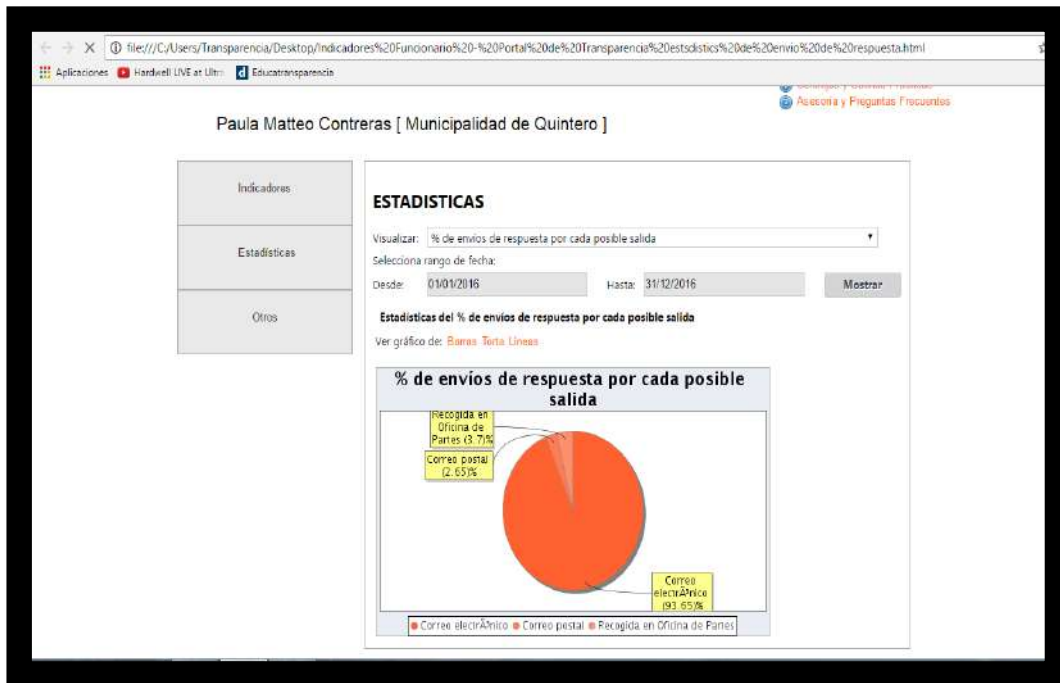 file:///C:/Users/Transparencia/Desktop/Indicadores%20Funcionario%20-%20Portal%20de%20Transparencia%20estsdistics%20de%20envio%20de%20respuesta.html
Aplicaciones Hardwell LIVE at Ultr Educatransparencia
Asesoría y Preguntas Frecuentes
Paula Matteo Contreras [ Municipalidad de Quintero ]
Indicadores
Estadísticas
Otros
ESTADISTICAS
Visualizar: % de envios de respuesta por cada posible salida
Selecciona rango de fecha:
Desde: 01/01/2016 Hasta: 31/12/2016 Mostrar
Estadísticas del % de envíos de respuesta por cada posible salida
Ver gráfico de: Barras Torta Líneas
% de envíos de respuesta por cada posible
salida
Recogida en
Oficina de
Partes (3.7)%
Correo postal
(2.65)%
Correo
electrÃ³nico
(93.65)%
Correo electrÃ³nico Correo postal Recogida en Oficina de Partes